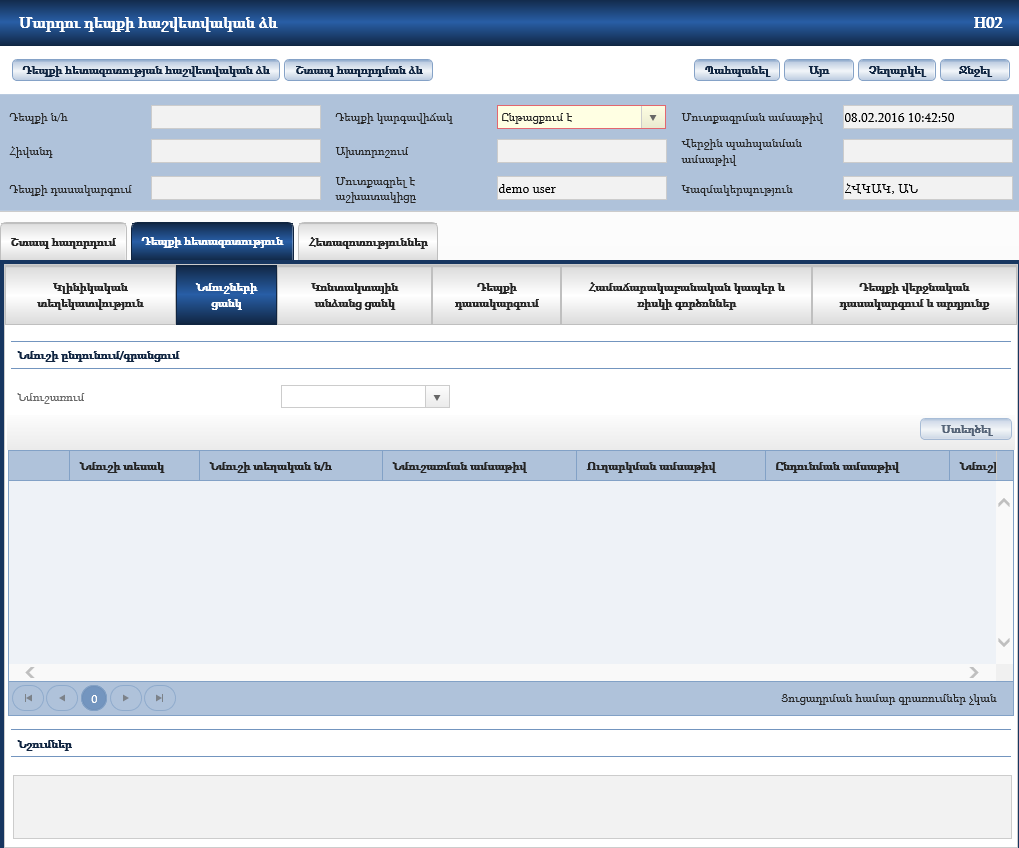 Մարդու դեպքի հաշվետվական ձև H02
Դեպքի հետազոտության հաշվետվական ձև Շտապ հաղորդման ձև Պահպանել Այո Չեղարկել Ջնջել
Դեպքի ն/հ Դեպքի կարգավիճակ Ընթացքում է Մուտքագրման ամսաթիվ 08.02.2016 10:42:50
Հիվանդ Ախտորոշում Վերջին պահպանման
ամսաթիվ
Դեպքի դասակարգում Մուտքագրել է
աշխատակիցը demo user Կազմակերպություն ՀՎԿԱԿ, ԱՆ
Շտապ հաղորդում Դեպքի հետազոտություն Հետազոտություններ
Կլինիկական
տեղեկատվություն
Նմուշների
ցանկ
Կոնտակտային
անձանց ցանկ
Դեպքի
դասակարգում
Համաճարակաբանական կապեր և
ռիսկի գործոններ
Դեպքի վերջնական
դասակարգում և արդյունք
Նմուշի ընդունում/գրանցում
Նմուշառում
Ստեղծել
Նմուշի տեսակ Նմուշի տեղական ն/հ Նմուշառման ամսաթիվ Ուղարկման ամսաթիվ Ընդունման ամսաթիվ Նմուշի
0 Ցուցադրման համար գրառումներ չկան
Նշումներ